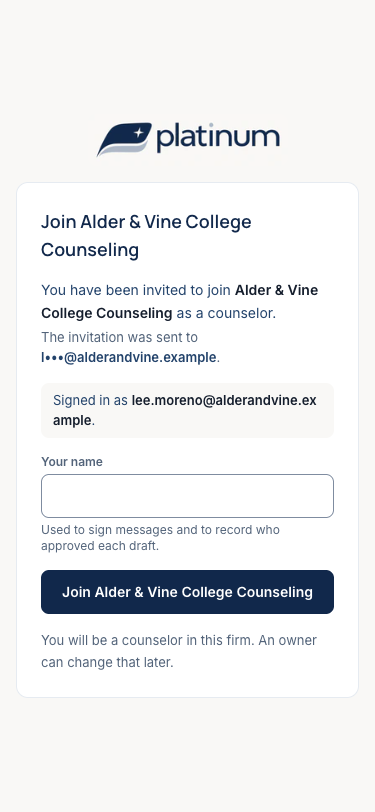 platinum
Join Alder & Vine College
Counseling
You have been invited to join Alder & Vine
College Counseling as a counselor.
The invitation was sent to
l•••@alderandvine.example.
Signed in as lee.moreno@alderandvine.ex
ample.
Your name
Used to sign messages and to record who
approved each draft.
Join Alder & Vine College Counseling
You will be a counselor in this firm. An owner
can change that later.